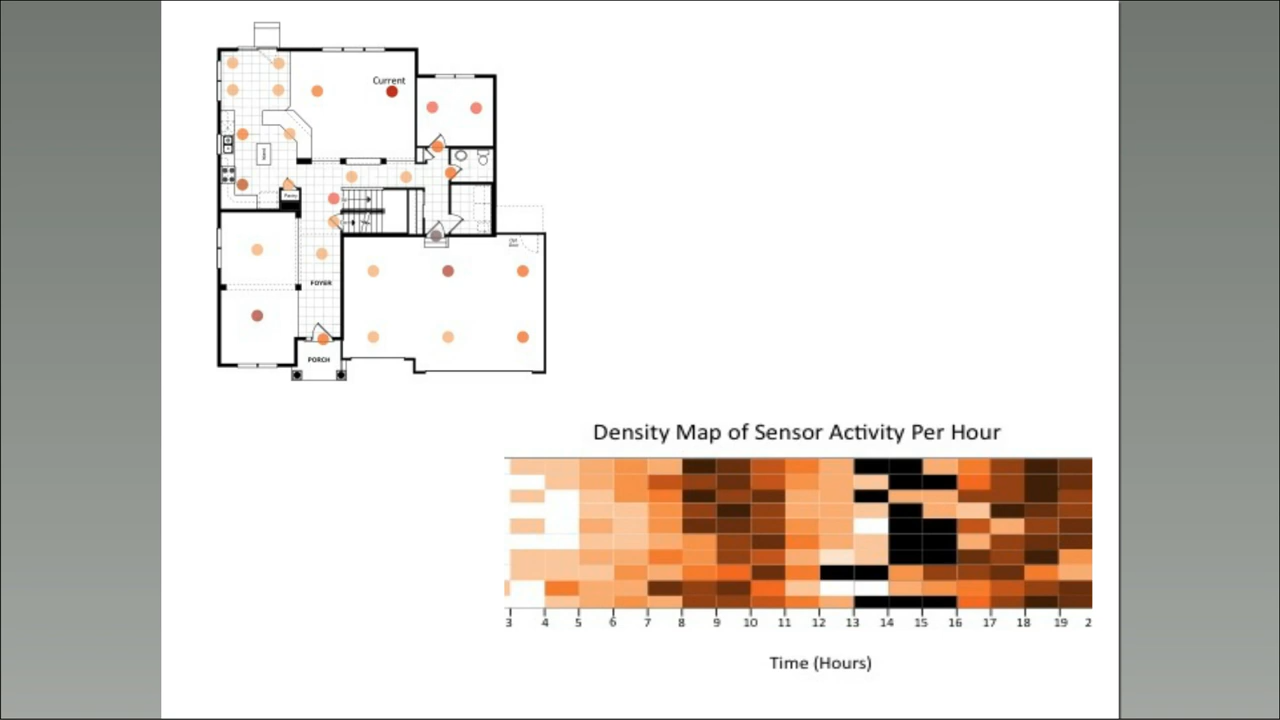 Current
Pantry
FOYER
PORCH
Density Map of Sensor Activity Per Hour
3 4 5 6 7 8 9 10 11 12 13 14 15 16 17 18 19 2
Time (Hours)